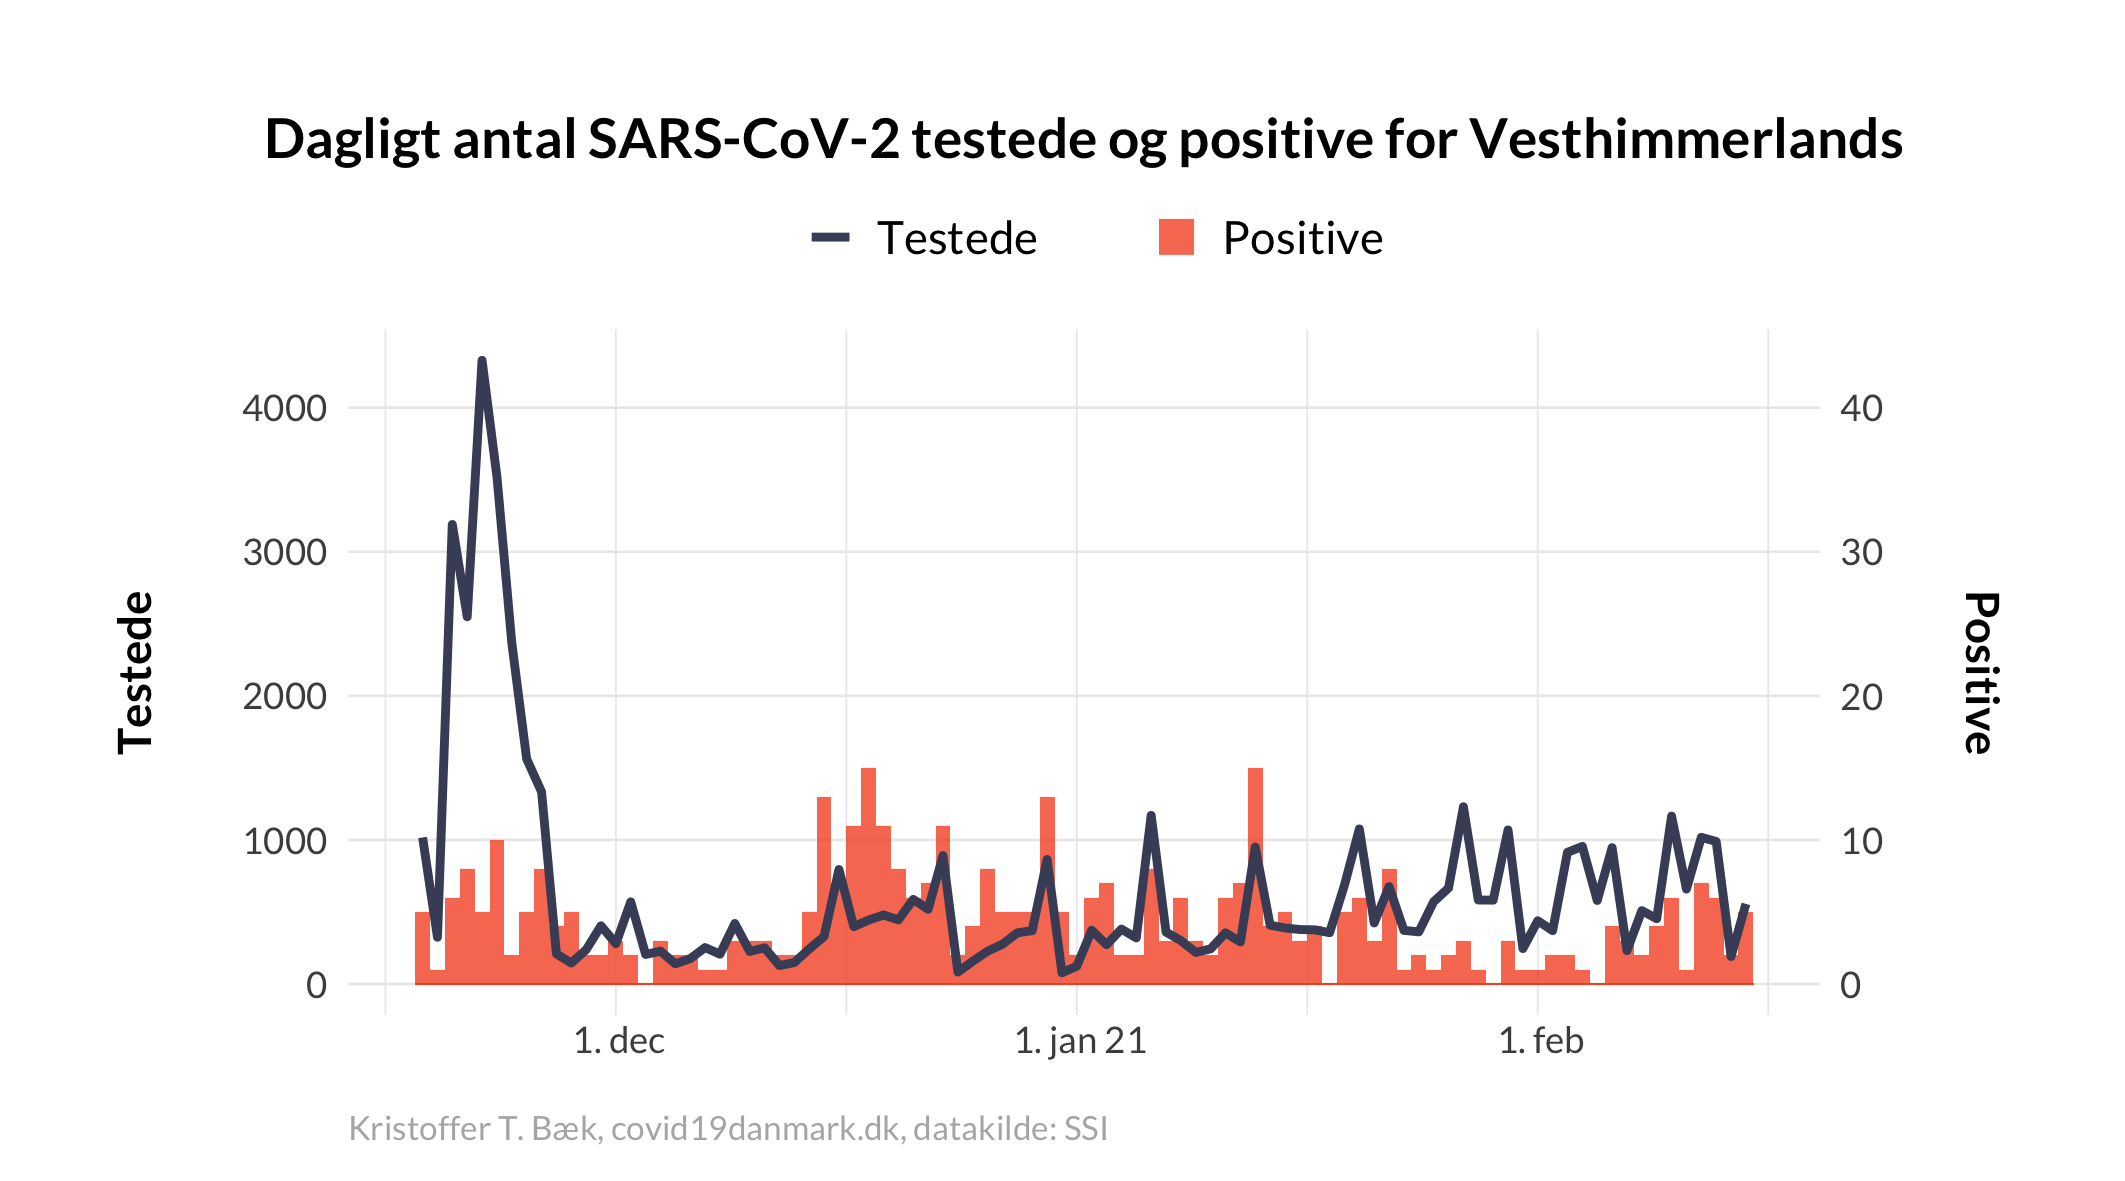 Dagligt antal SARS-CoV-2 testede og positive for Vesthimmerlands
Testede
Positive
Testede
4000
3000
2000
1000
0
40
30
20
10
0
Positive
1. dec
1. jan 21
1. feb
Kristoffer T. Bæk, covid19danmark.dk, datakilde: SSI